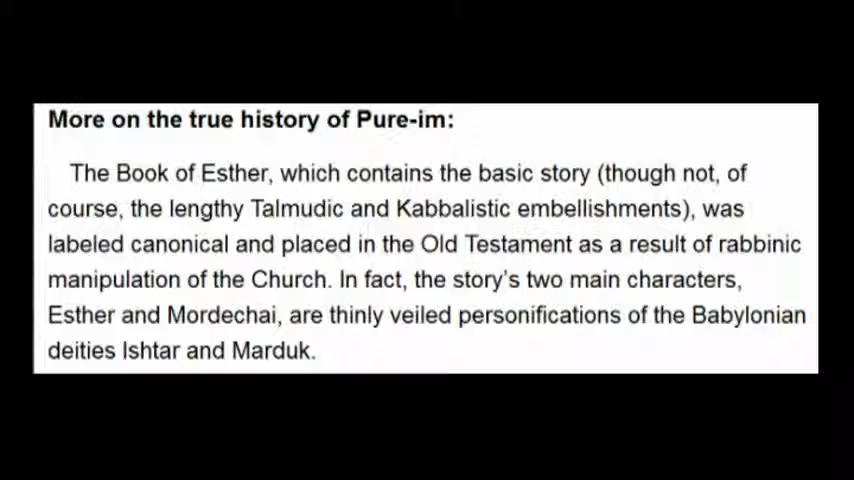 More on the true history of Pure-im:
The Book of Esther, which contains the basic story (though not, of
course, the lengthy Talmudic and Kabbalistic embellishments), was
labeled canonical and placed in the Old Testament as a result of rabbinic
manipulation of the Church. In fact, the story's two main characters,
Esther and Mordechai, are thinly veiled personifications of the Babylonian
deities Ishtar and Marduk.